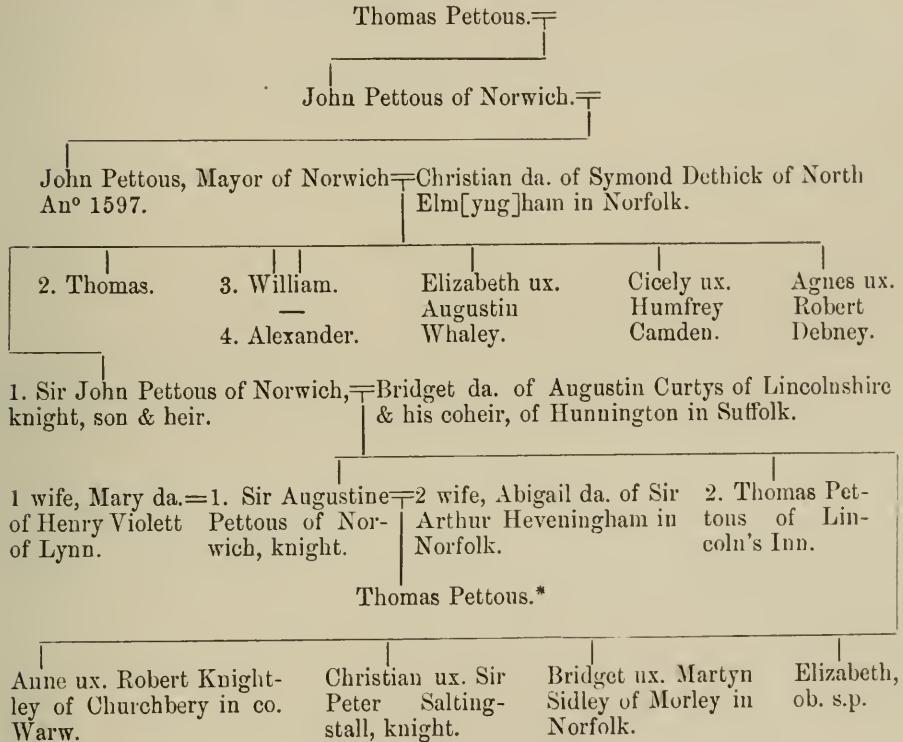 Thomas Pettous.
John Pettous of Norwich.
John Pettous, Mayor of Norwich
Anº 1597.
Christian da. of Symond Dethick of North
Elm[yng]ham in Norfolk.
2. Thomas.
3. William.
—
4. Alexander.
Elizabeth ux.
Augustin
Whaley.
Cicely ux.
Humfrey
Camden.
Agnes ux.
Robert
Debney.
1. Sir John Pettous of Norwich,
knight, son & heir.
Bridget da. of Augustin Curtys of Lincolnshire
& his coheir, of Hunnington in Suffolk.
1 wife, Mary da.
of Henry Violett
of Lynn.
1. Sir Augustine
Pettous of Nor-
wich, knight.
2 wife, Abigail da. of Sir
Arthur Heveningham in
Norfolk.
2. Thomas Pet-
tous of Lin-
coln's Inn.
Thomas Pettous.*
Anne ux. Robert Knight-
ley of Churchbery in co.
Warw.
Christian ux. Sir
Peter Salting-
stall, knight.
Bridget ux. Martyn
Sidley of Morley in
Norfolk.
Elizabeth,
ob. s.p.